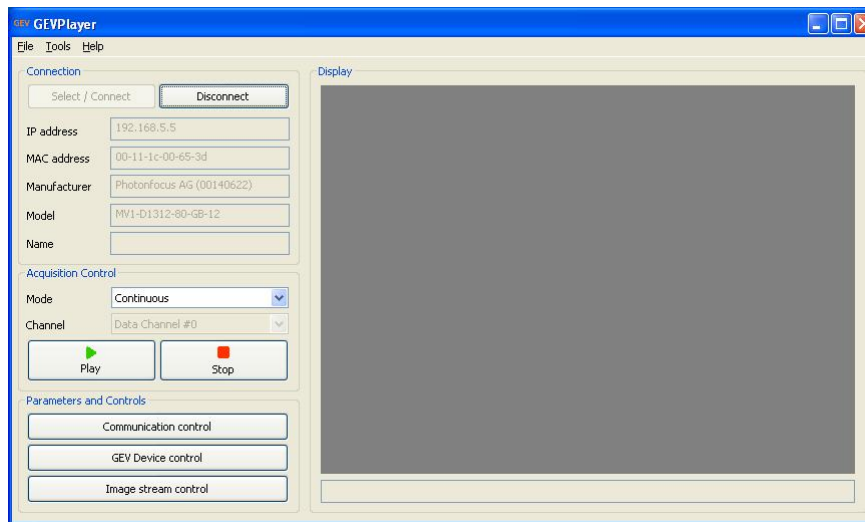 GEV GEVPlayer
File Tools Help
Connection
Select / Connect Disconnect
IP address 192.168.5.5
MAC address 00-11-1c-00-65-3d
Manufacturer Photonfocus AG (00140622)
Model MV1-D1312-80-GB-12
Name
Acquisition Control
Mode Continuous
Channel Data Channel #0
Play Stop
Parameters and Controls
Communication control
GEV Device control
Image stream control
Display